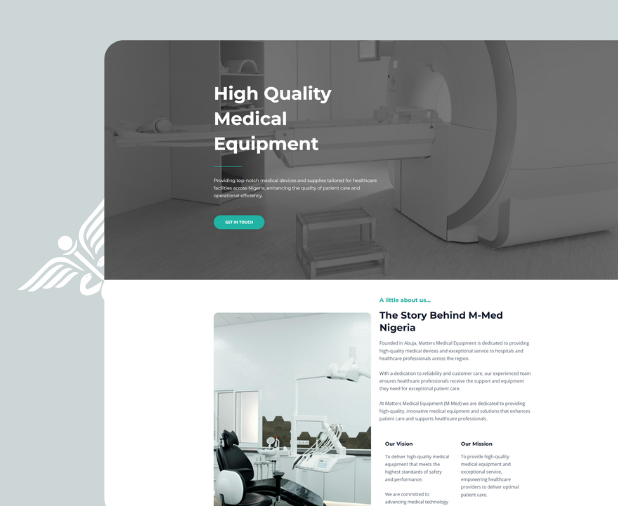 High Quality
Medical
Equipment
Providing top-notch medical devices and supplies tailored for healthcare
facilities across Nigeria, enhancing the quality of patient care and
operational efficiency.
GET IN TOUCH
A little about us...
The Story Behind M-Med
Nigeria
Founded in Abuja, Matters Medical Equipment is dedicated to providing
high-quality medical devices and exceptional service to hospitals and
healthcare professionals across the region.
With a dedication to reliability and customer care, our experienced team
ensures healthcare professionals receive the support and equipment
they need for exceptional patient care.
At Matters Medical Equipment (M-Med) we are dedicated to providing
high-quality, innovative medical equipment and solutions that enhances
patient care and supports healthcare professionals.
Our Vision
To deliver high-quality medical
equipment that meets the
highest standards of safety
and performance.
We are committed to
advancing medical technology
Our Mission
To provide high-quality
medical equipment and
exceptional service,
empowering healthcare
providers to deliver optimal
patient care.